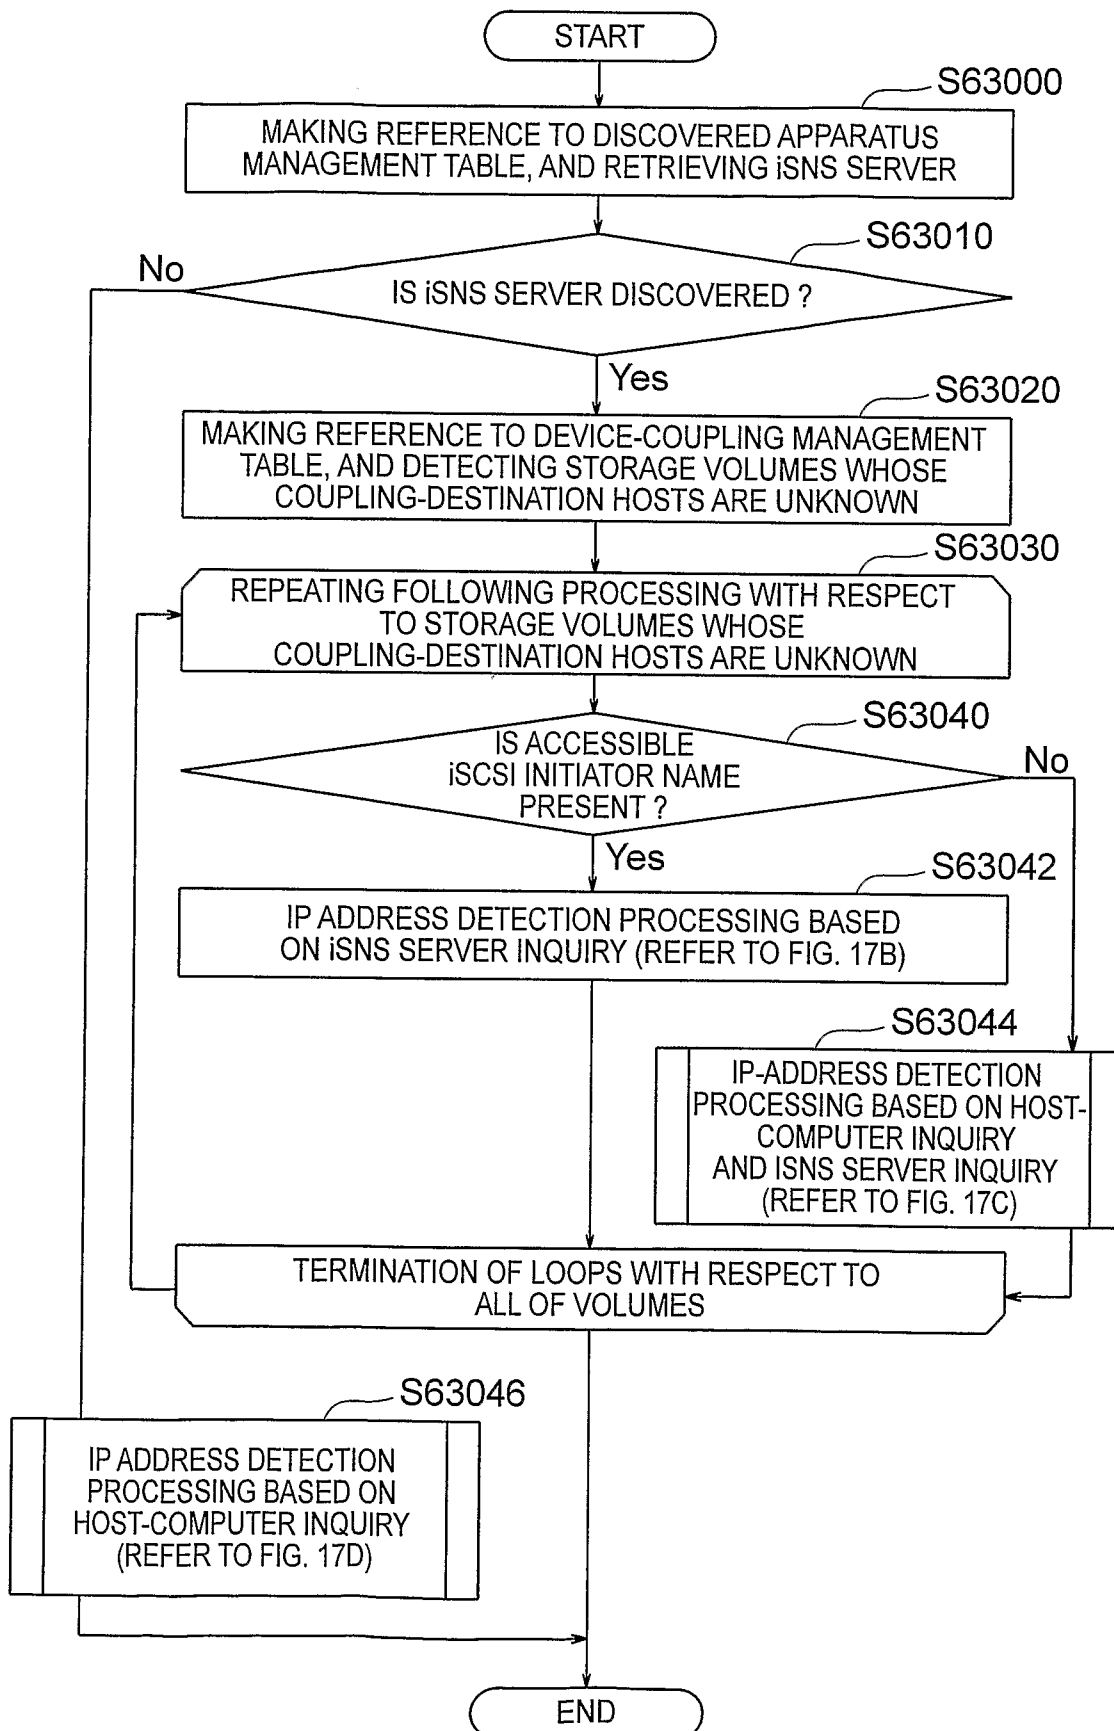 START
S63000
MAKING REFERENCE TO DISCOVERED APPARATUS
MANAGEMENT TABLE, AND RETRIEVING iSNS SERVER
S63010
No
IS iSNS SERVER DISCOVERED ?
Yes
S63020
MAKING REFERENCE TO DEVICE-COUPLING MANAGEMENT
TABLE, AND DETECTING STORAGE VOLUMES WHOSE
COUPLING-DESTINATION HOSTS ARE UNKNOWN
S63030
REPEATING FOLLOWING PROCESSING WITH RESPECT
TO STORAGE VOLUMES WHOSE
COUPLING-DESTINATION HOSTS ARE UNKNOWN
S63040
IS ACCESSIBLE
iSCSI INITIATOR NAME
PRESENT ?
No
Yes
S63042
IP ADDRESS DETECTION PROCESSING BASED
ON iSNS SERVER INQUIRY (REFER TO FIG. 17B)
S63044
IP-ADDRESS DETECTION
PROCESSING BASED ON HOST-
COMPUTER INQUIRY
AND ISNS SERVER INQUIRY
(REFER TO FIG. 17C)
TERMINATION OF LOOPS WITH RESPECT TO
ALL OF VOLUMES
S63046
IP ADDRESS DETECTION
PROCESSING BASED ON
HOST-COMPUTER INQUIRY
(REFER TO FIG. 17D)
END